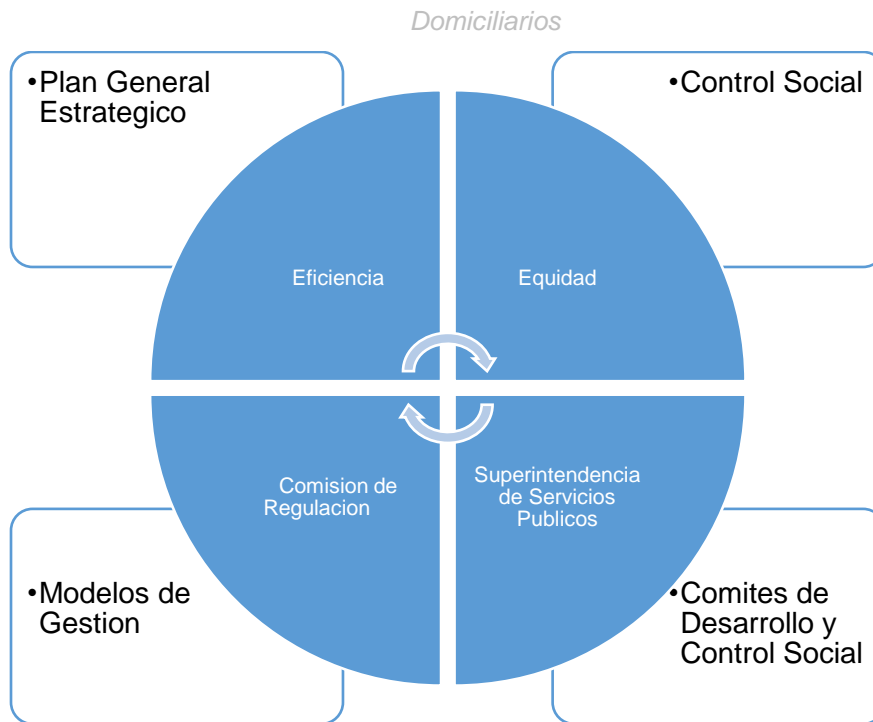 Domiciliarios
•Plan General
Estrategico
•Control Social
Eficiencia
Equidad
Comision de
Regulacion
Superintendencia
de Servicios
Publicos
•Modelos de
Gestion
•Comites de
Desarrollo y
Control Social